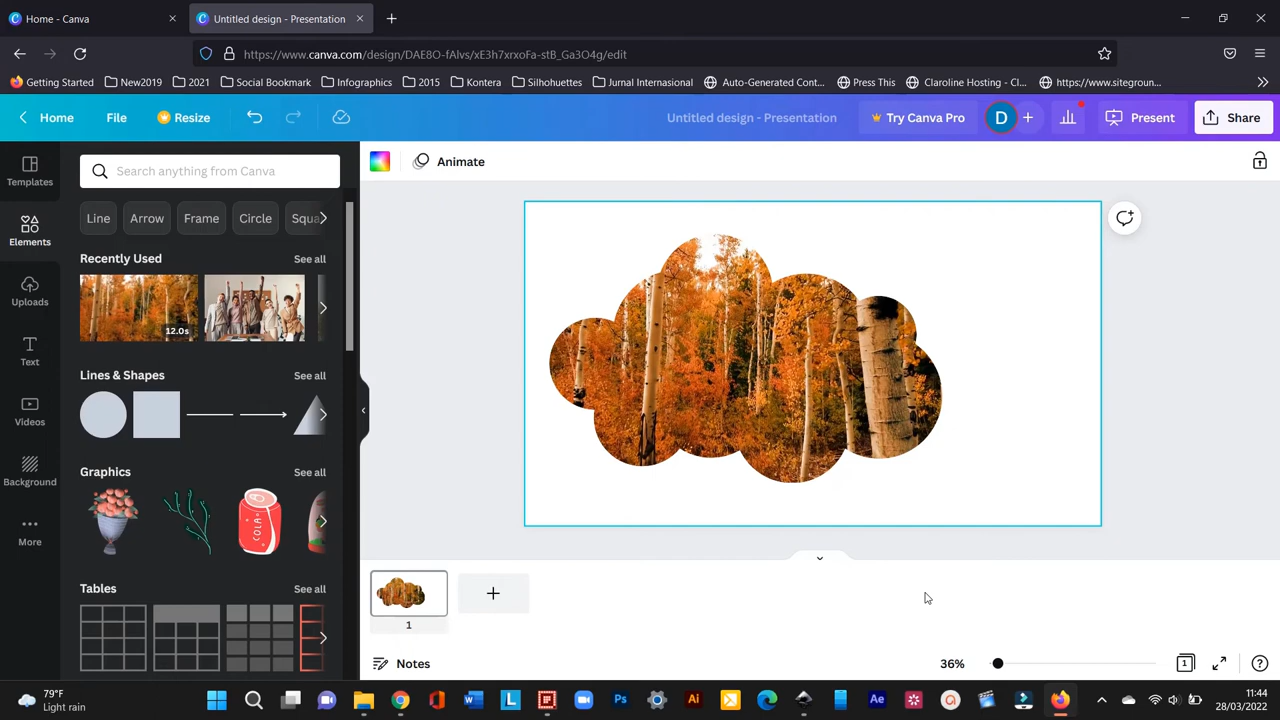 Home - Canva
Untitled design - Presentation
https://www.canva.com/design/DAE8O-fAlvs/xE3h7xrxoFa-stB_Ga3O4g/edit
Getting Started
New2019
2021
Social Bookmark
Infographics
2015
Kontera
Silhouettes
Jurnal Internasional
Auto-Generated Cont...
Press This
Claroline Hosting - Cl...
https://www.sitegroun...
Home
File
Resize
Untitled design - Presentation
Try Canva Pro
D
Present
Share
Templates
Elements
Uploads
Text
Videos
Background
More
Search anything from Canva
Line
Arrow
Frame
Circle
Squa
Recently Used
See all
12.0s
Lines & Shapes
See all
Graphics
See all
COLA
Tables
See all
Animate
1
Notes
36%
1
79°F
Light rain
11:44
28/03/2022